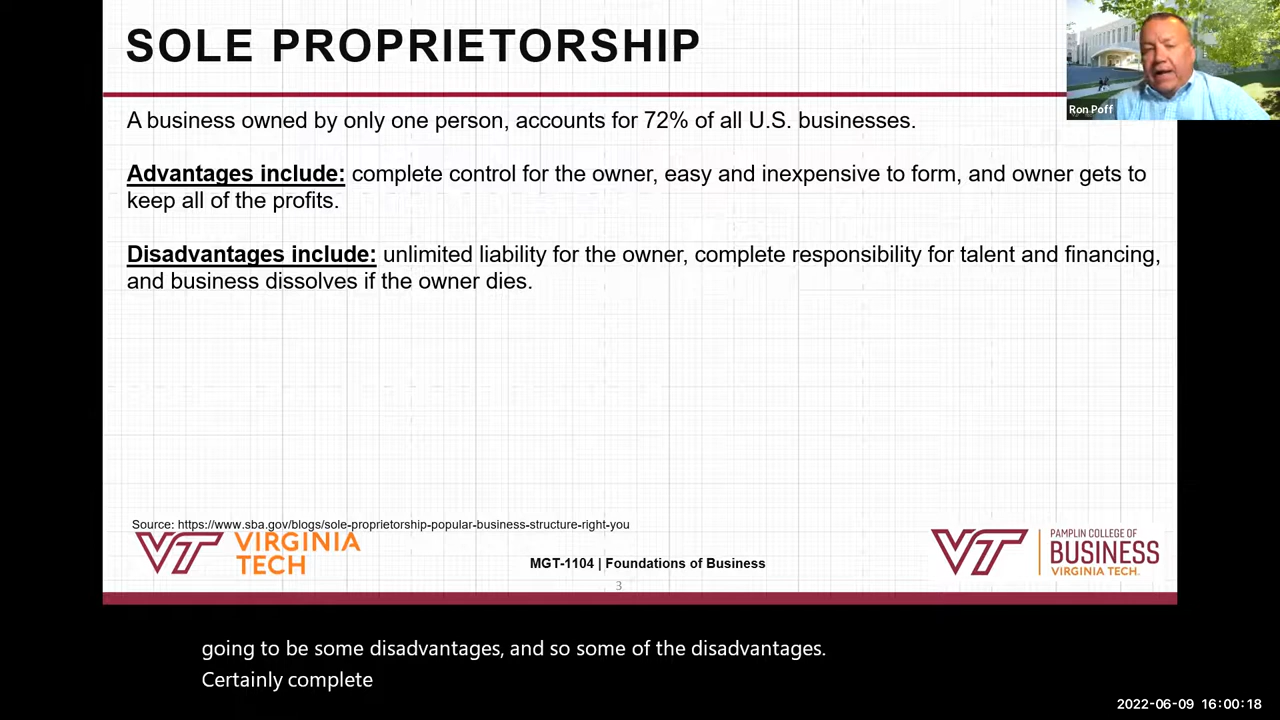 SOLE PROPRIETORSHIP
Ron Poff
A business owned by only one person, accounts for 72% of all U.S. businesses.
Advantages include: complete control for the owner, easy and inexpensive to form, and owner gets to
keep all of the profits.
Disadvantages include: unlimited liability for the owner, complete responsibility for talent and financing,
and business dissolves if the owner dies.
Source: https://www.sba.gov/blogs/sole-proprietorship-popular-business-structure-right-you
VT VIRGINIA
TECH
MGT-1104 | Foundations of Business
3
VT PAMPLIN COLLEGE OF
BUSINESS
VIRGINIA TECH.
going to be some disadvantages, and so some of the disadvantages.
Certainly complete
2022-06-09 16:00:18